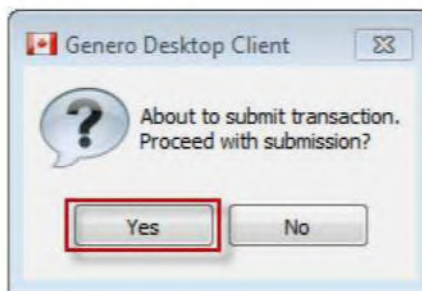 Genero Desktop Client
About to submit transaction.
Proceed with submission?
Yes
No